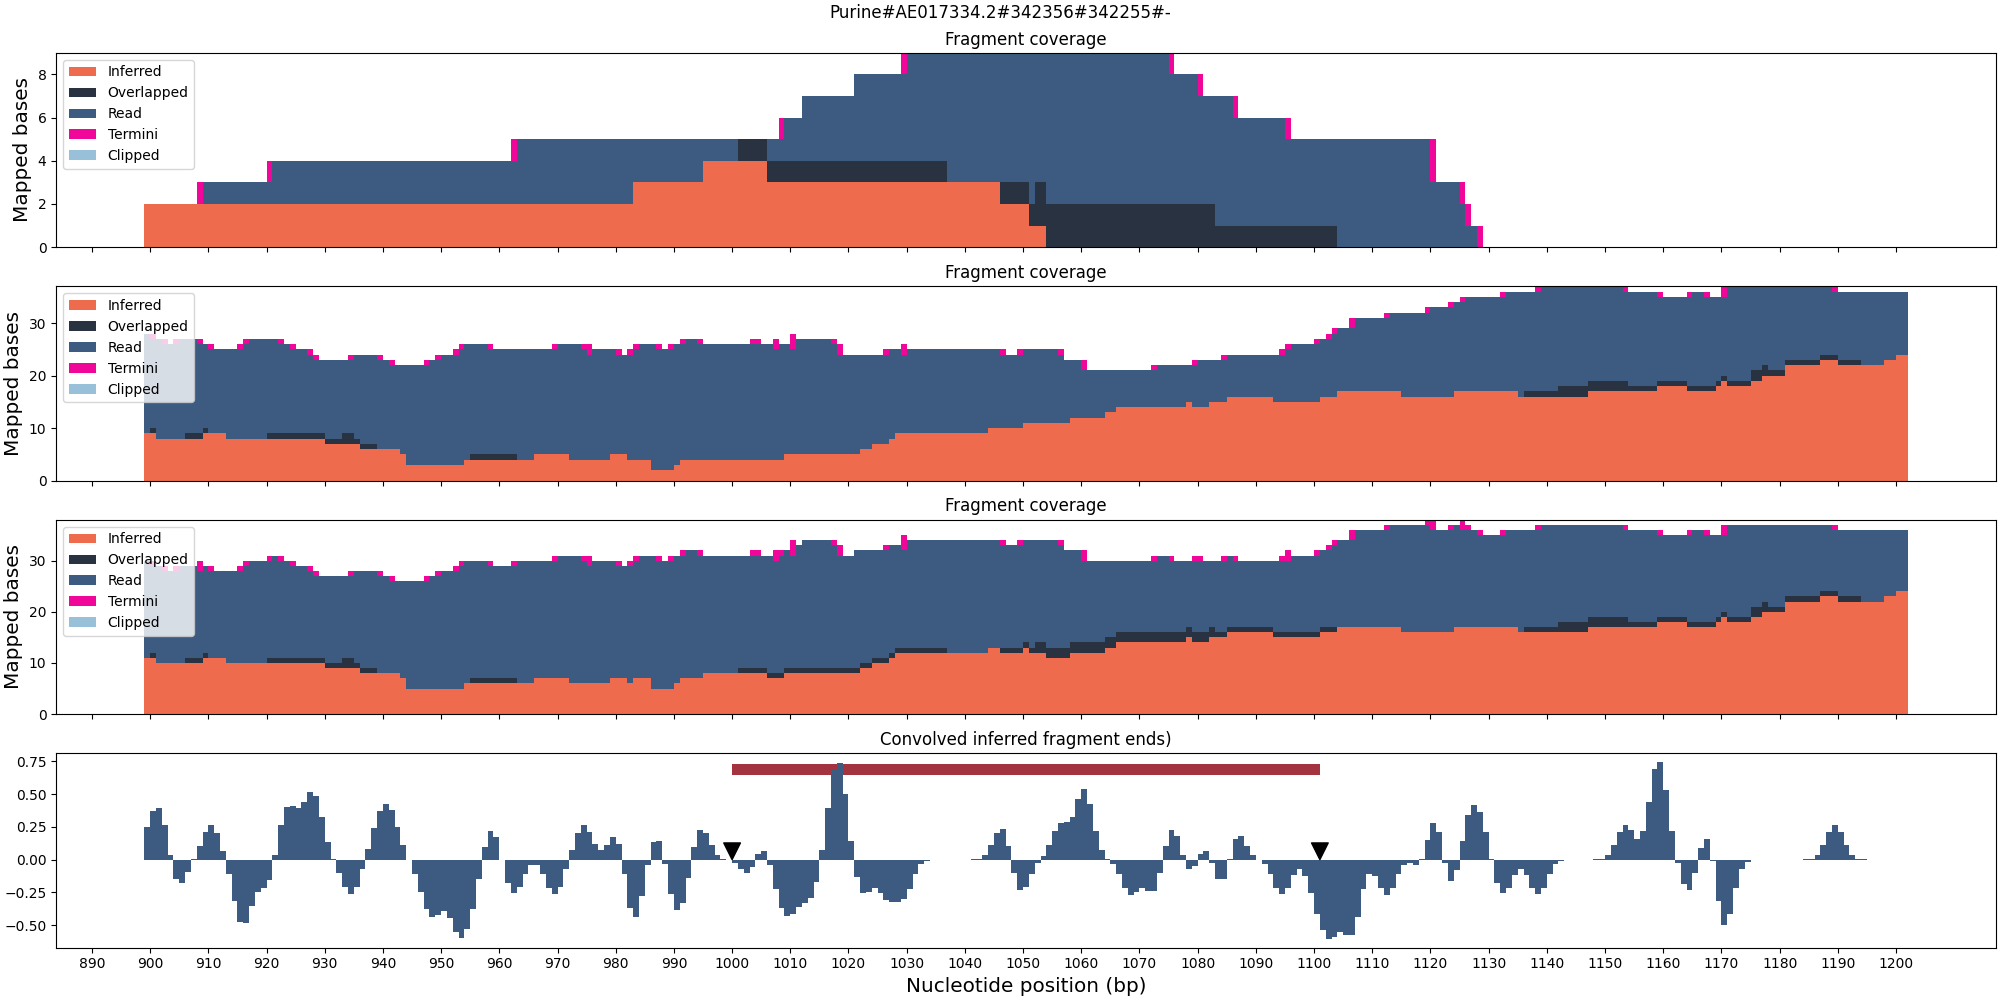 Purine#AE017334.2#342356#342255#-
Fragment coverage
Mapped bases
8
6
4
2
0
Inferred
Overlapped
Read
Termini
Clipped
Fragment coverage
Mapped bases
30
20
10
0
Inferred
Overlapped
Read
Termini
Clipped
Fragment coverage
Mapped bases
30
20
10
0
Inferred
Overlapped
Read
Termini
Clipped
Convolved inferred fragment ends)
0.75
0.50
0.25
0.00
−0.25
−0.50
890 900 910 920 930 940 950 960 970 980 990 1000 1010 1020 1030 1040 1050 1060 1070 1080 1090 1100 1110 1120 1130 1140 1150 1160 1170 1180 1190 1200
Nucleotide position (bp)